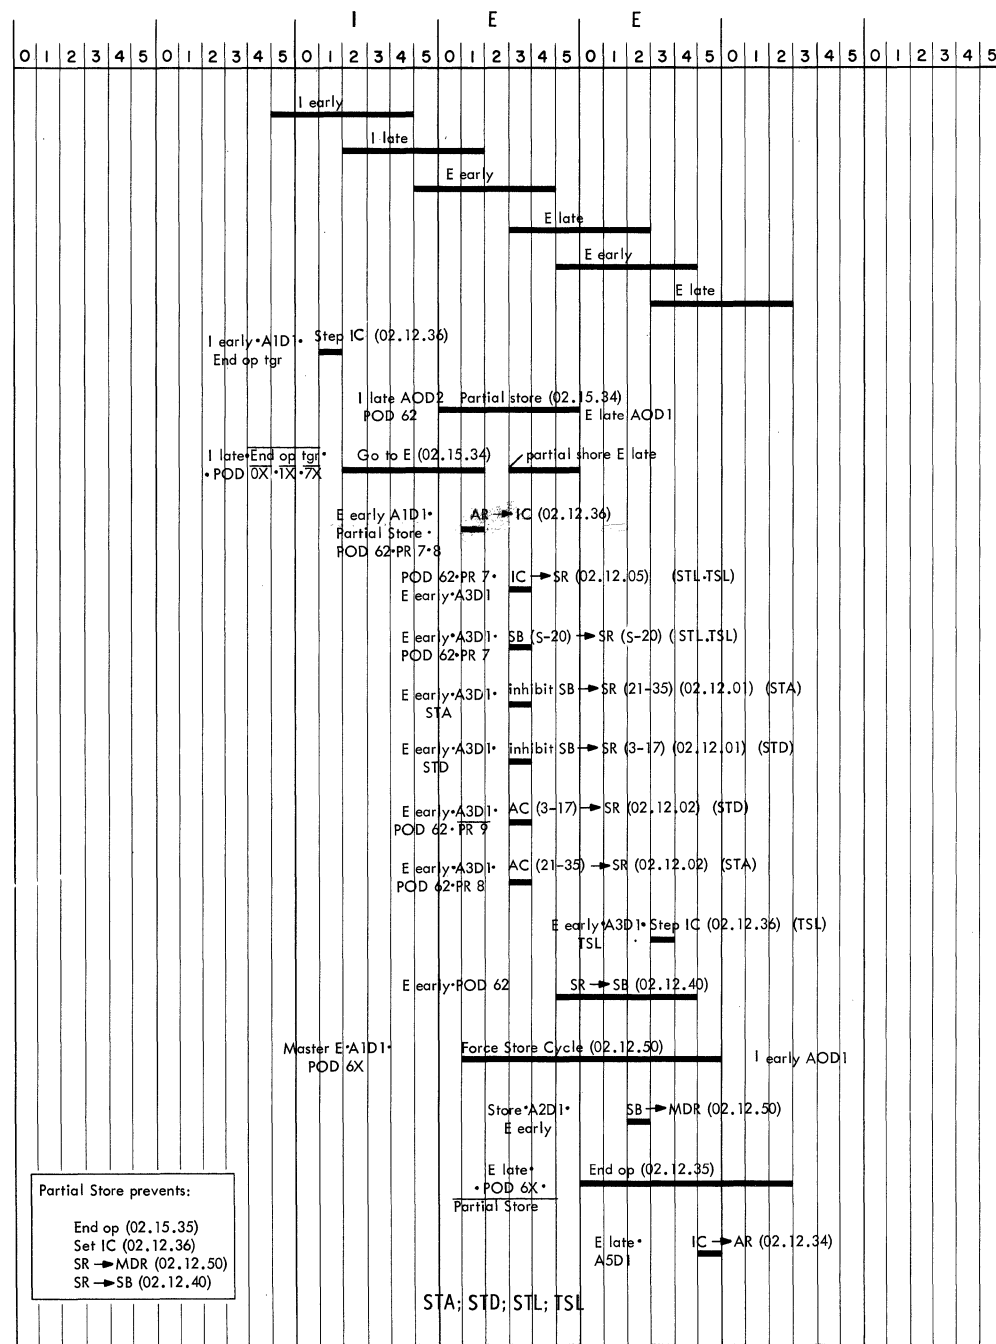 I E E
0 1 2 3 4 5 0 1 2 3 4 5 0 1 2 3 4 5 0 1 2 3 4 5 0 1 2 3 4 5 0 1 2 3 4 5 0 1 2 3 4 5
I early
I late
E early
E late
E early
E late
I early•A1D1• Step IC (02.12.36)
End op tgr
I late AOD2 Partial store (02.15.34)
POD 62 E late AOD1
I late•End op tgr• Go to E (02.15.34) partial shore E late
•POD 0X •1X •7X
E early A1D1• AR → IC (02.12.36)
Partial Store •
POD 62•PR 7•8
POD 62•PR 7• IC → SR (02.12.05) (STL.TSL)
E early•A3D1
E early•A3D1• SB (S-20) → SR (S-20) (STL.TSL)
POD 62•PR 7
E early•A3D1• inhibit SB → SR (21-35) (02.12.01) (STA)
STA
E early•A3D1• inhibit SB → SR (3-17) (02.12.01) (STD)
STD
E early•A3D1• AC (3-17) → SR (02.12.02) (STD)
POD 62•PR 9
E early•A3D1• AC (21-35) → SR (02.12.02) (STA)
POD 62•PR 8
E early•A3D1• Step IC (02.12.36) (TSL)
TSL
E early•POD 62 SR → SB (02.12.40)
Master E•A1D1• Force Store Cycle (02.12.50) I early AOD1
POD 6X
Store•A2D1• SB → MDR (02.12.50)
E early
E late• End op (02.12.35)
•POD 6X•
Partial Store
E late• IC → AR (02.12.34)
A5D1
Partial Store prevents:
End op (02.15.35)
Set IC (02.12.36)
SR → MDR (02.12.50)
SR → SB (02.12.40)
STA; STD; STL; TSL